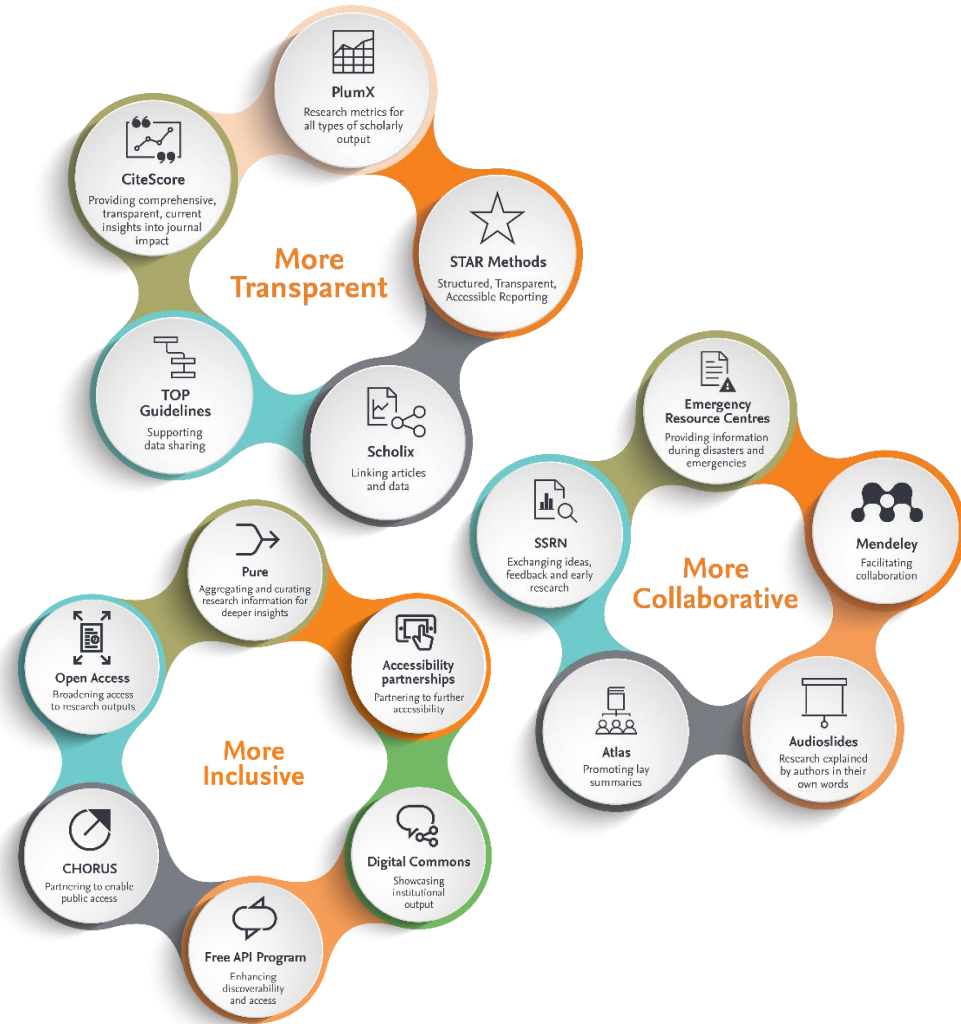 PlumX
Research metrics for
all types of scholarly
output
CiteScore
Providing comprehensive,
transparent, current
insights into journal
impact
STAR Methods
Structured, Transparent,
Accessible Reporting
More
Transparent
TOP
Guidelines
Supporting
data sharing
Scholix
Linking articles
and data
Emergency
Resource Centres
Providing information
during disasters and
emergencies
SSRN
Exchanging ideas,
feedback and early
research
Mendeley
Facilitating
collaboration
More
Collaborative
Atlas
Promoting lay
summaries
Audioslides
Research explained
by authors in their
own words
Pure
Aggregating and curating
research information for
deeper insights
Open Access
Broadening access
to research outputs
Accessibility
partnerships
Partnering to further
accessibility
More
Inclusive
CHORUS
Partnering to enable
public access
Digital Commons
Showcasing
institutional
output
Free API Program
Enhancing
discoverability
and access